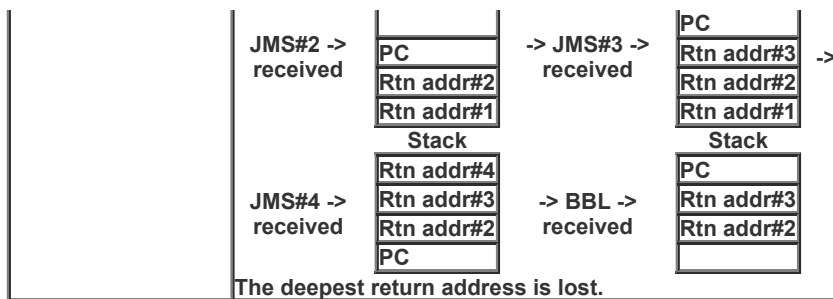 PC
JMS#2 -> received
PC
Rtn addr#2
Rtn addr#1
Stack
-> JMS#3 -> received
Rtn addr#3
Rtn addr#2
Rtn addr#1
Stack
->
JMS#4 -> received
Rtn addr#4
Rtn addr#3
Rtn addr#2
PC
-> BBL -> received
PC
Rtn addr#3
Rtn addr#2
The deepest return address is lost.